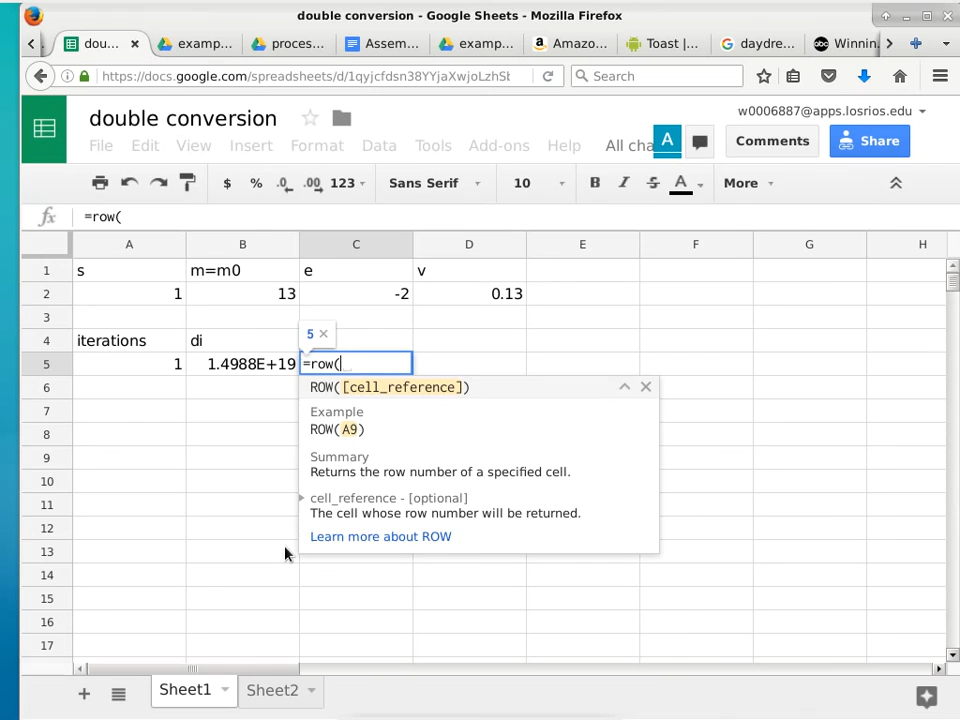 double conversion - Google Sheets - Mozilla Firefox
dou...
examp...
proces...
Assem...
examp...
Amazo...
Toast |...
daydre...
Winnin
https://docs.google.com/spreadsheets/d/1qyjcfdsn38YYjaXwjoLzhSb
Search
double conversion
w0006887@apps.losrios.edu
File Edit View Insert Format Data Tools Add-ons Help All cha
A
Comments
Share
$ % .0 .00 123 Sans Serif 10 B I S A More
fx =row(
A B C D E F G H
1 s m=m0 e v
2 1 13 -2 0.13
3
5 ×
4 iterations di
5 1 1.4988E+19 =row(
6
ROW([cell_reference])
7
Example
ROW(A9)
8
9
Summary
Returns the row number of a specified cell.
10
11
cell_reference - [optional]
The cell whose row number will be returned.
12
Learn more about ROW
13
14
15
16
17
Sheet1
Sheet2